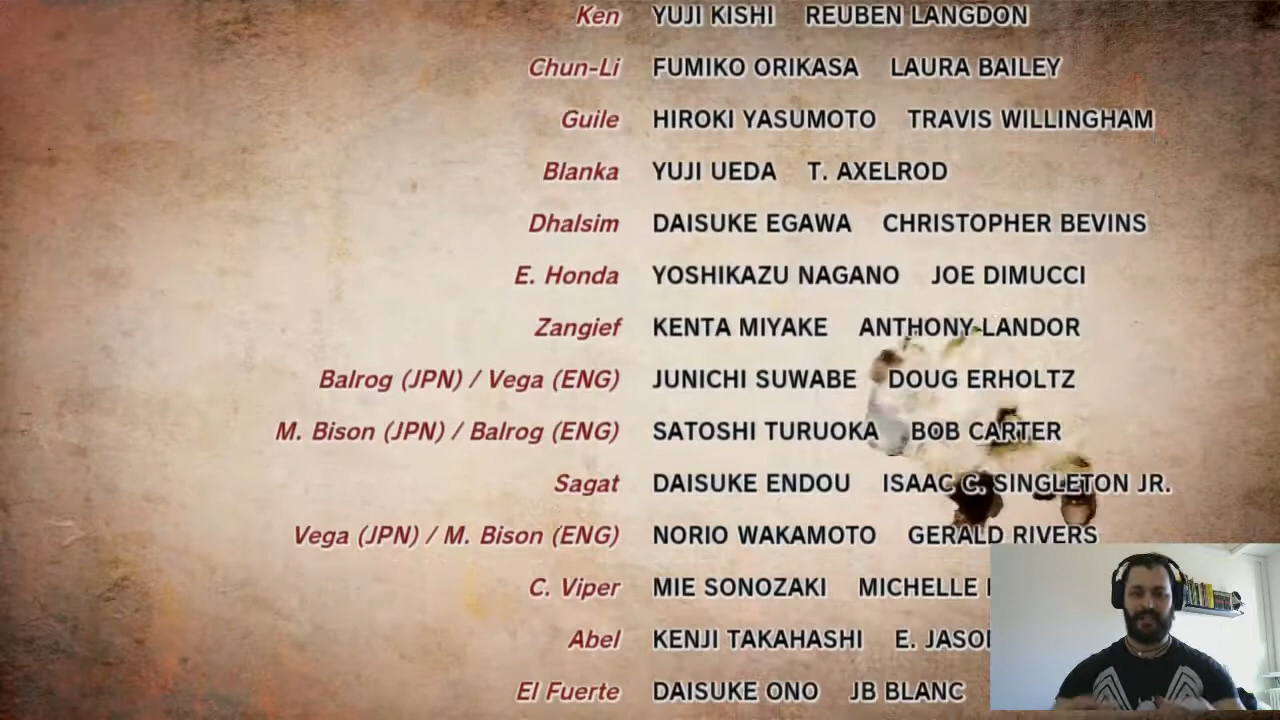 Ken YUJI KISHI REUBEN LANGDON
Chun-Li FUMIKO ORIKASA LAURA BAILEY
Guile HIROKI YASUMOTO TRAVIS WILLINGHAM
Blanka YUJI UEDA T. AXELROD
Dhalsim DAISUKE EGAWA CHRISTOPHER BEVINS
E. Honda YOSHIKAZU NAGANO JOE DIMUCCI
Zangief KENTA MIYAKE ANTHONY LANDOR
Balrog (JPN) / Vega (ENG) JUNICHI SUWABE DOUG ERHOLTZ
M. Bison (JPN) / Balrog (ENG) SATOSHI TURUOKA BOB CARTER
Sagat DAISUKE ENDOU ISAAC C. SINGLETON JR.
Vega (JPN) / M. Bison (ENG) NORIO WAKAMOTO GERALD RIVERS
C. Viper MIE SONOZAKI MICHELLE
Abel KENJI TAKAHASHI E. JASON
El Fuerte DAISUKE ONO JB BLANC